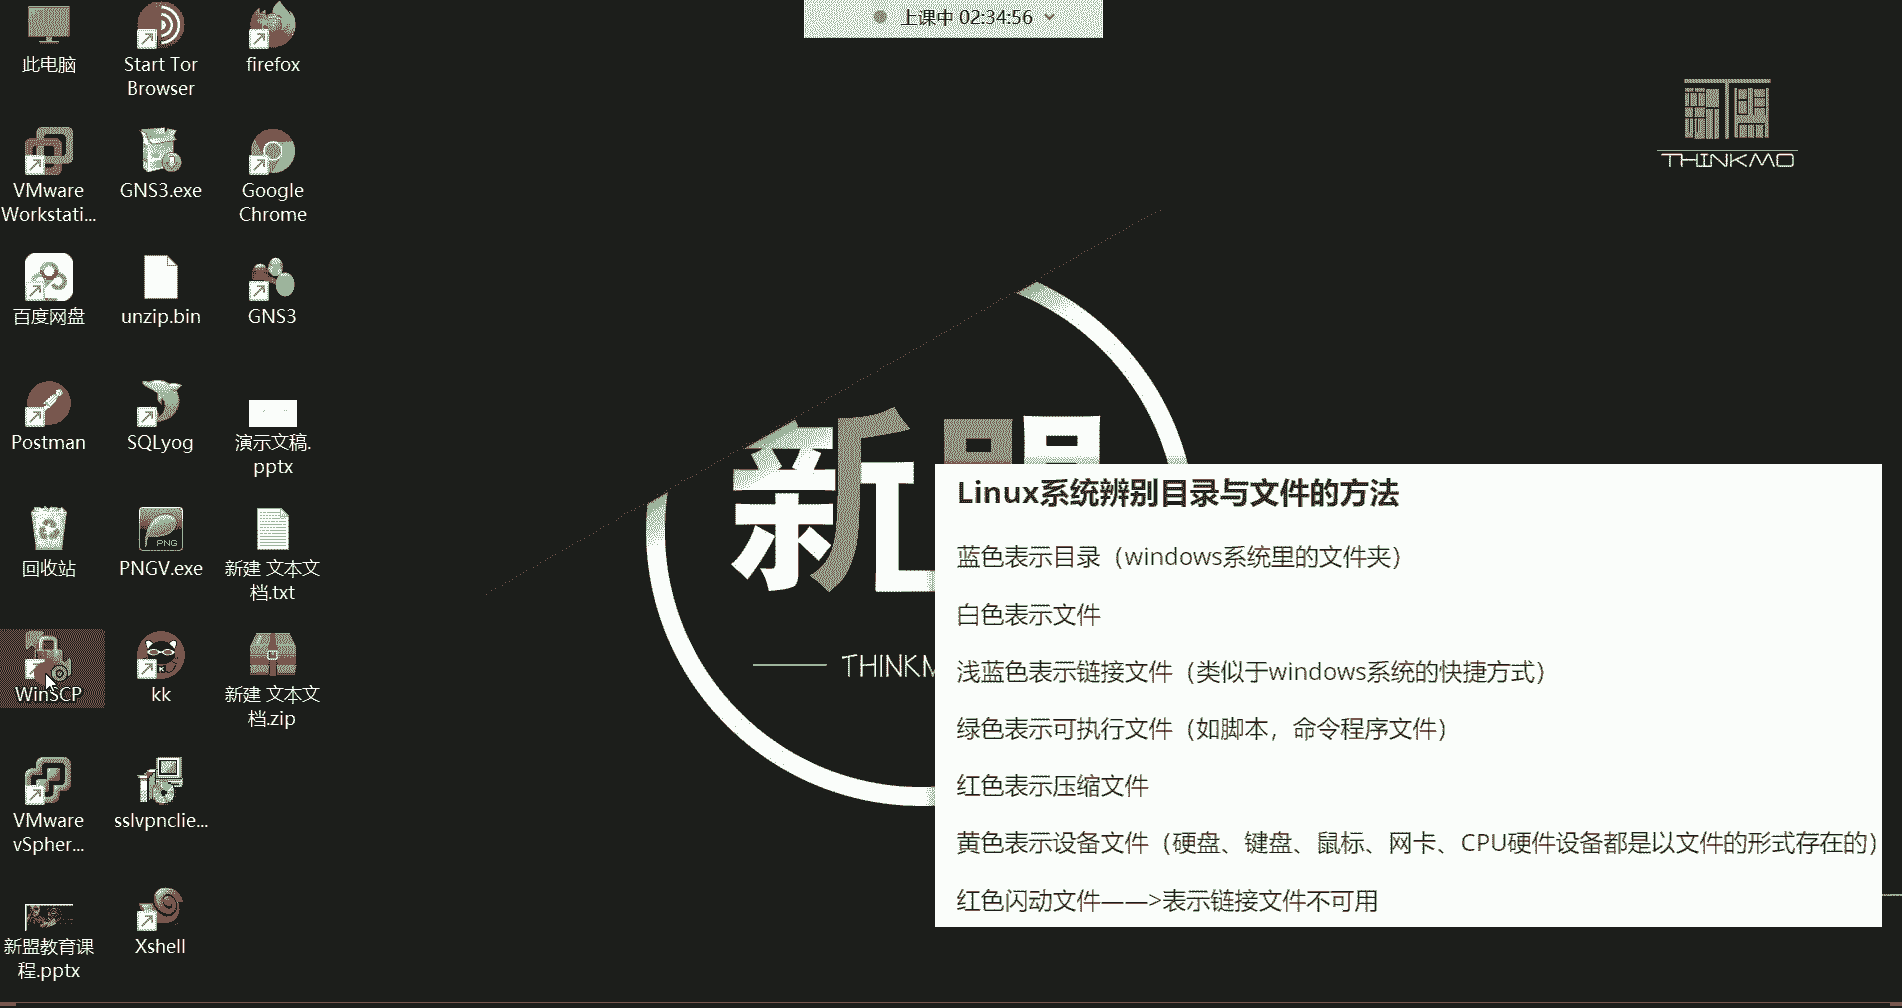 上课中 02:34:56
此电脑
Start Tor
Browser
firefox
VMware
Workstati...
GNS3.exe
Google
Chrome
百度网盘
unzip.bin
GNS3
Postman
SQLyog
演示文稿.
pptx
回收站
PNGV.exe
新建 文本文
档.txt
WinSCP
kk
新建 文本文
档.zip
VMware
vSpher...
sslvpnclie...
新盟教育课
程.pptx
Xshell
新盟
THINKMO
新
THINKM
Linux系统辨别目录与文件的方法
蓝色表示目录（windows系统里的文件夹）
白色表示文件
浅蓝色表示链接文件（类似于windows系统的快捷方式）
绿色表示可执行文件（如脚本，命令程序文件）
红色表示压缩文件
黄色表示设备文件（硬盘、键盘、鼠标、网卡、CPU硬件设备都是以文件的形式存在的）
红色闪动文件——>表示链接文件不可用